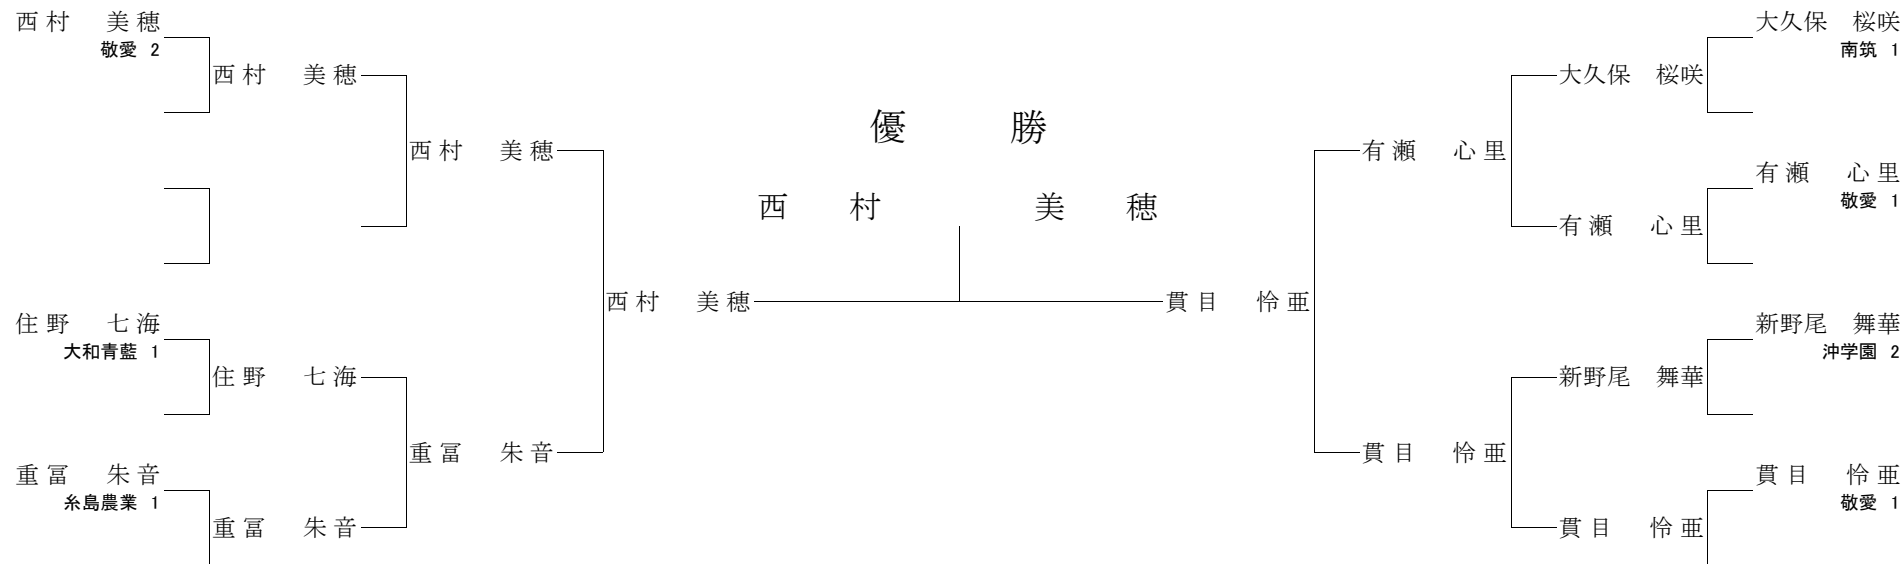 西村 美穂
敬愛 2
西村 美穂
西村 美穂
住野 七海
大和青藍 1
住野 七海
重冨 朱音
重冨 朱音
糸島農業 1
重冨 朱音
西村 美穂
優 勝
西村 美穂
貫目 怜亜
有瀬 心里
貫目 怜亜
大久保 桜咲
有瀬 心里
新野尾 舞華
貫目 怜亜
大久保 桜咲
南筑 1
有瀬 心里
敬愛 1
新野尾 舞華
沖学園 2
貫目 怜亜
敬愛 1